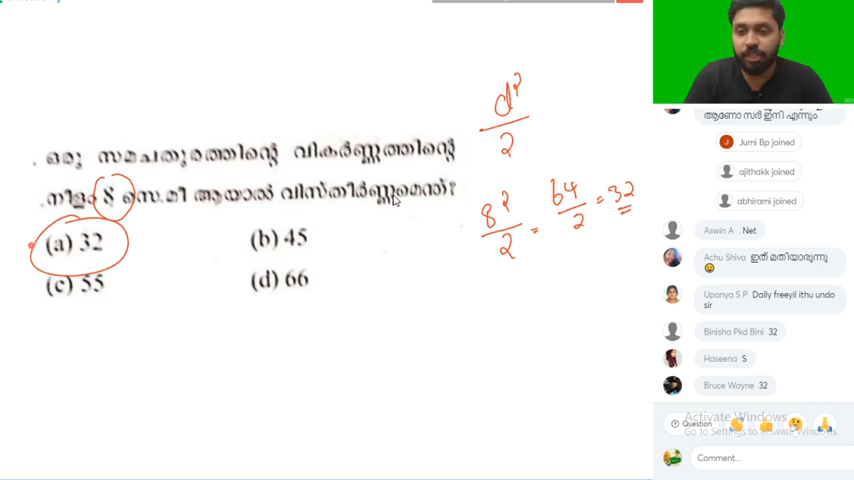 . ഒരു സമചതുരത്തിന്റെ വികർണ്ണത്തിന്റെ
.നീളം 8 സെ.മീ ആയാൽ വിസ്തീർണ്ണമെന്ത്?
(a) 32 (b) 45
(c) 55 (d) 66
d²
2
8²/2 = 64/2 = 32
ആണോ സർ ഇനി എന്നും
Jumi Bp joined
ajithakk joined
abhirami joined
Aswin A . Net
Achu Shiva ഇത് മതിയാരുന്നു
Upanya S P Daily freeyil ithu undo
sir
Binisha Pkd Bini 32
Haseena S
Bruce Wayne 32
Activate Windows
Question
Go to Settings to activate Windows.
Comment...